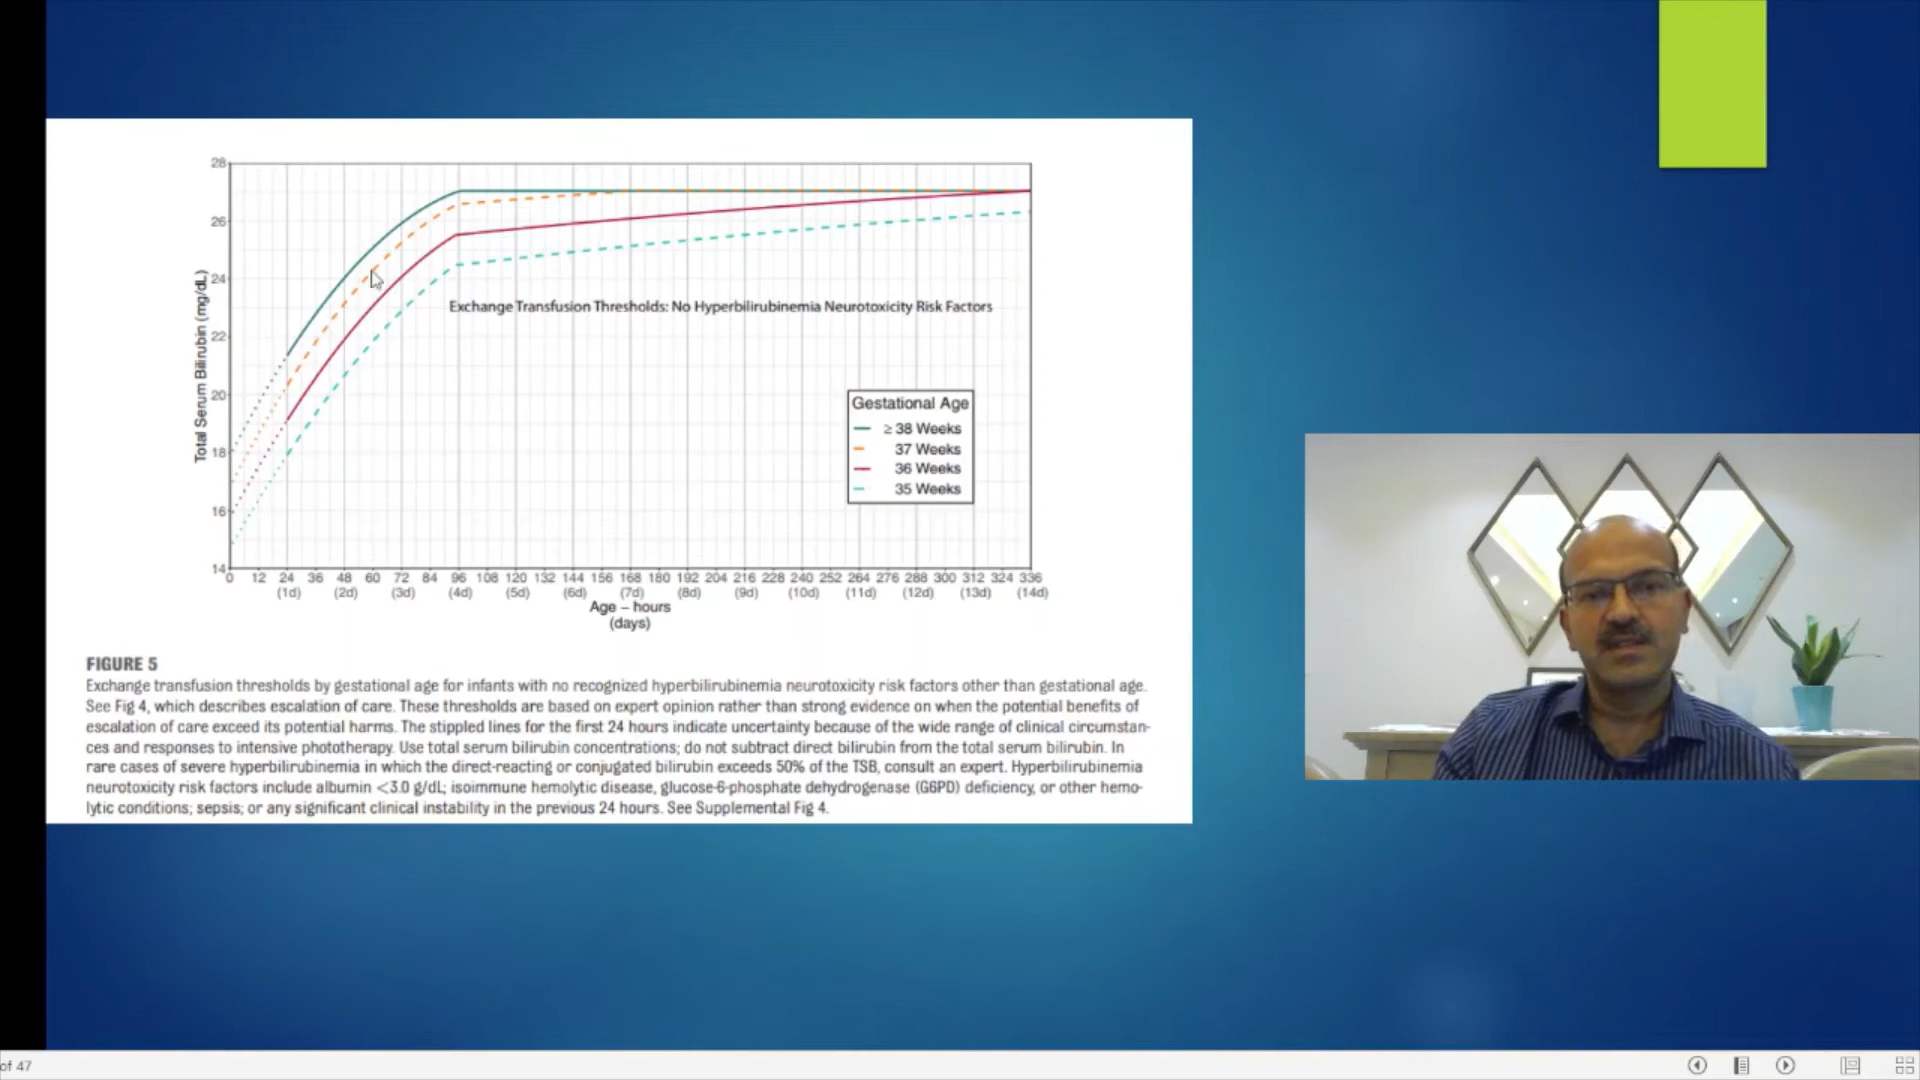 28
26
24
22
20
18
16
14
Total Serum Bilirubin (mg/dL)
Exchange Transfusion Thresholds: No Hyperbilirubinemia Neurotoxicity Risk Factors
Gestational Age
≥ 38 Weeks
37 Weeks
36 Weeks
35 Weeks
0 12 24 36 48 60 72 84 96 108 120 132 144 156 168 180 192 204 216 228 240 252 264 276 288 300 312 324 336
(1d) (2d) (3d) (4d) (5d) (6d) (7d) (8d) (9d) (10d) (11d) (12d) (13d) (14d)
Age – hours
(days)
FIGURE 5
Exchange transfusion thresholds by gestational age for infants with no recognized hyperbilirubinemia neurotoxicity risk factors other than gestational age.
See Fig 4, which describes escalation of care. These thresholds are based on expert opinion rather than strong evidence on when the potential benefits of
escalation of care exceed its potential harms. The stippled lines for the first 24 hours indicate uncertainty because of the wide range of clinical circumstan-
ces and responses to intensive phototherapy. Use total serum bilirubin concentrations; do not subtract direct bilirubin from the total serum bilirubin. In
rare cases of severe hyperbilirubinemia in which the direct-reacting or conjugated bilirubin exceeds 50% of the TSB, consult an expert. Hyperbilirubinemia
neurotoxicity risk factors include albumin <3.0 g/dL; isoimmune hemolytic disease, glucose-6-phosphate dehydrogenase (G6PD) deficiency, or other hemo-
lytic conditions; sepsis; or any significant clinical instability in the previous 24 hours. See Supplemental Fig 4.
of 47